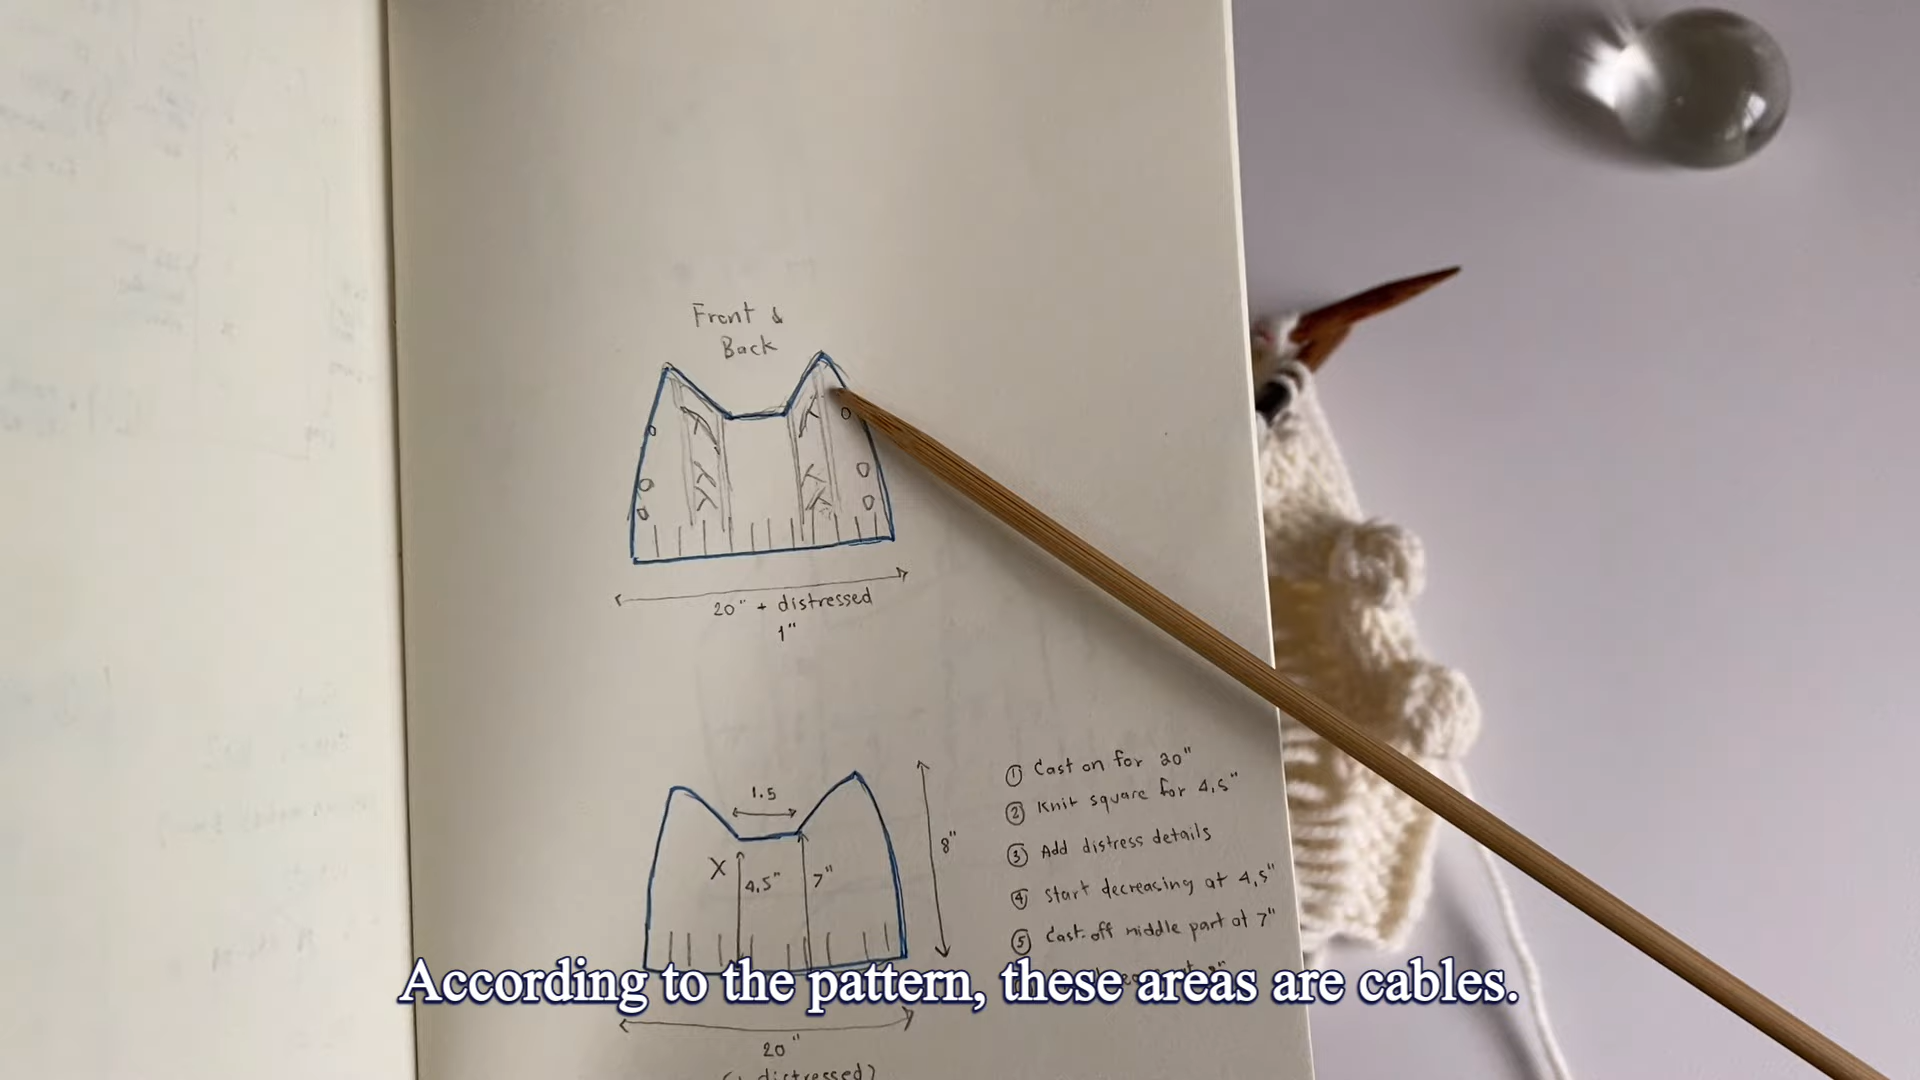 Front &
Back
20" + distressed
1"
1.5
X
4.5"
7"
8"
① Cast on for 20"
② Knit square for 4,5"
③ Add distress details
④ Start decreasing at 4,5"
⑤ Cast-off middle part at 7"
According to the pattern, these areas are cables.
20"
distressed)